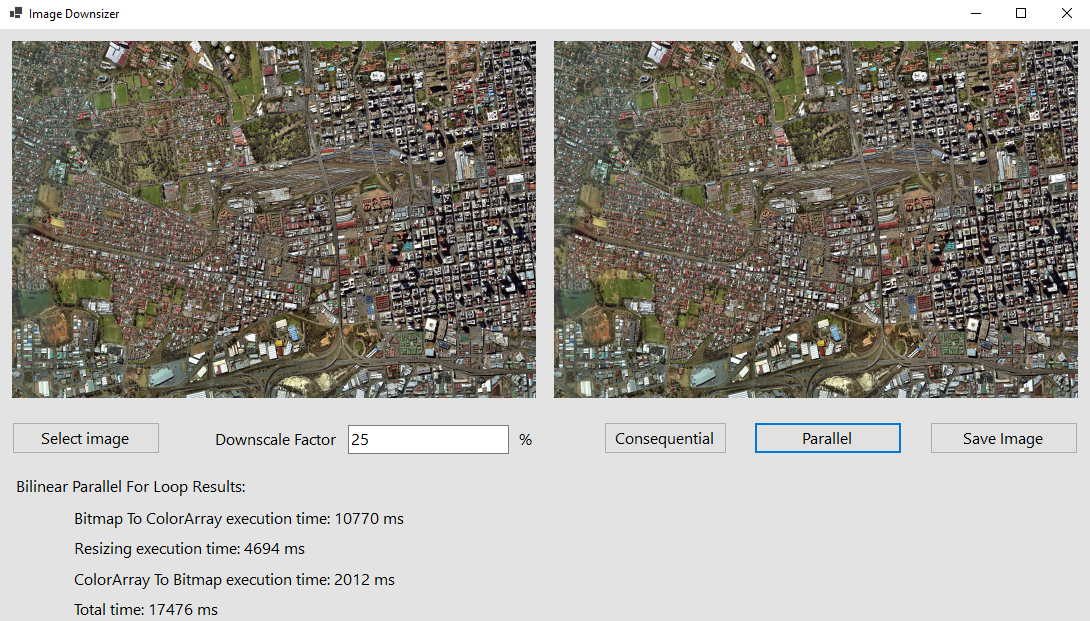 Image Downsizer
Select image
Downscale Factor 25 %
Consequential
Parallel
Save Image
Bilinear Parallel For Loop Results:
Bitmap To ColorArray execution time: 10770 ms
Resizing execution time: 4694 ms
ColorArray To Bitmap execution time: 2012 ms
Total time: 17476 ms